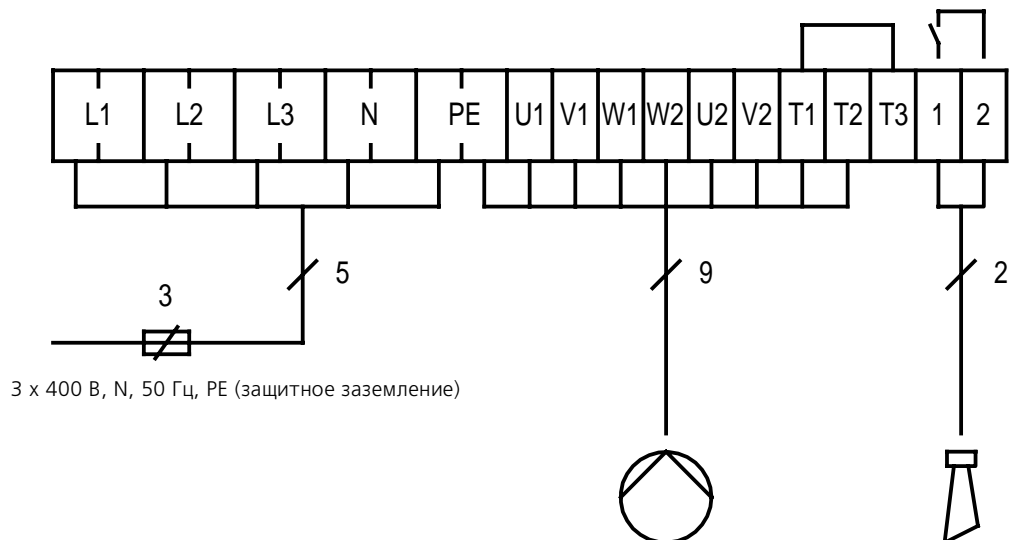 L1 L2 L3 N PE U1 V1 W1 W2 U2 V2 T1 T2 T3 1 2
5 9 2
3
3 x 400 В, N, 50 Гц, PE (защитное заземление)